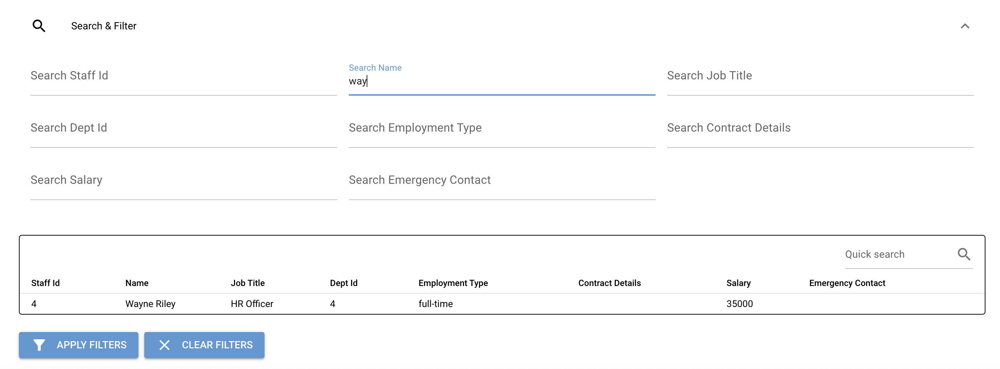 Search & Filter
Search Staff Id
Search Name
way
Search Job Title
Search Dept Id
Search Employment Type
Search Contract Details
Search Salary
Search Emergency Contact
Quick search
Staff Id Name Job Title Dept Id Employment Type Contract Details Salary Emergency Contact
4 Wayne Riley HR Officer 4 full-time 35000
APPLY FILTERS
CLEAR FILTERS